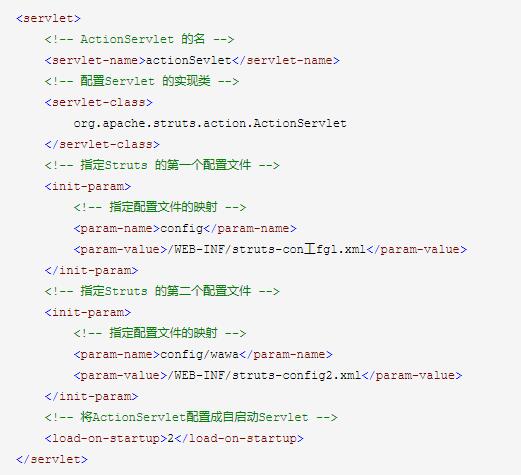 <servlet>
<!-- ActionServlet 的名 -->
<servlet-name>actionSevlet</servlet-name>
<!-- 配置Servlet 的实现类 -->
<servlet-class>
org.apache.struts.action.ActionServlet
</servlet-class>
<!-- 指定Struts 的第一个配置文件 -->
<init-param>
<!-- 指定配置文件的映射 -->
<param-name>config</param-name>
<param-value>/WEB-INF/struts-confg1.xml</param-value>
</init-param>
<!-- 指定Struts 的第二个配置文件 -->
<init-param>
<!-- 指定配置文件的映射 -->
<param-name>config/wawa</param-name>
<param-value>/WEB-INF/struts-config2.xml</param-value>
</init-param>
<!-- 将ActionServlet配置成自启动Servlet -->
<load-on-startup>2</load-on-startup>
</servlet>